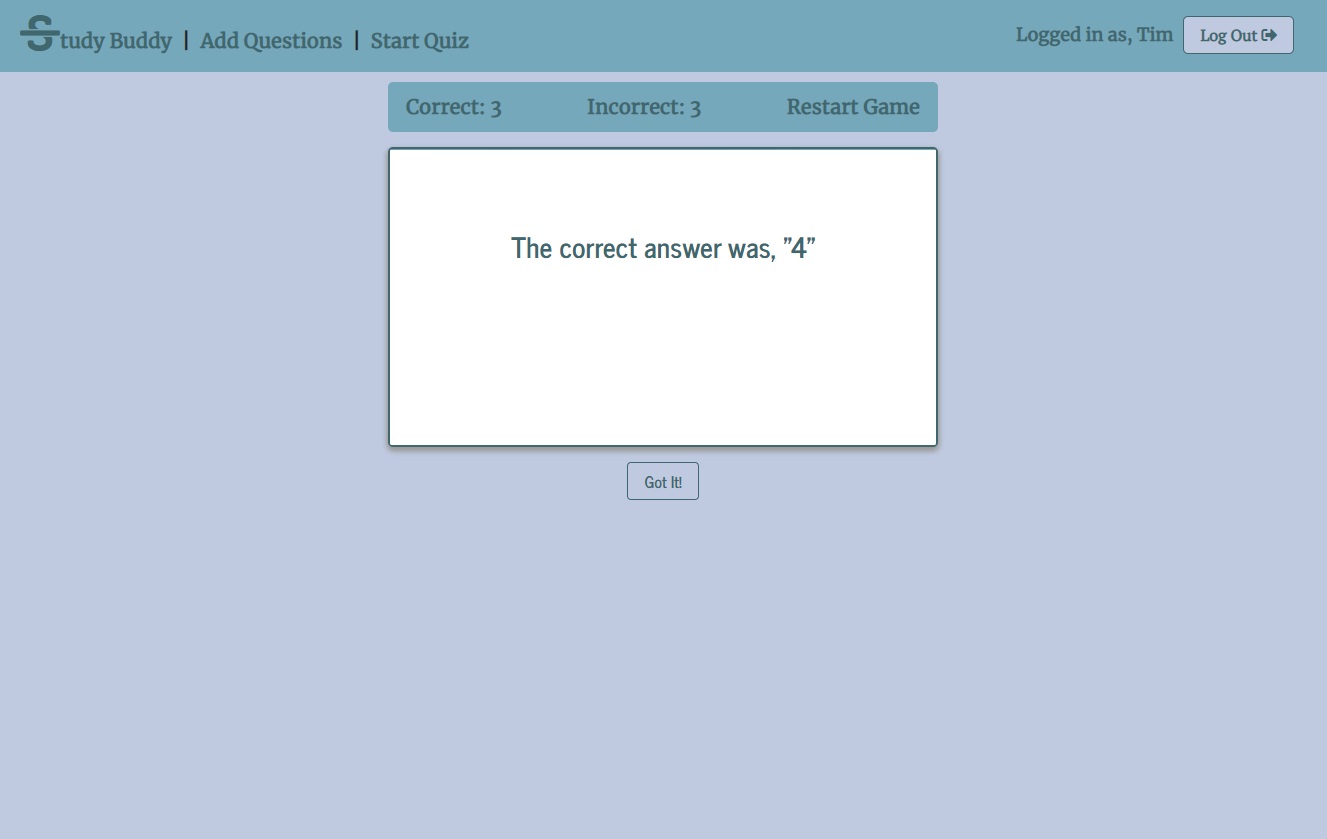 Study Buddy | Add Questions | Start Quiz
Logged in as, Tim Log Out
Correct: 3 Incorrect: 3 Restart Game
The correct answer was, ”4”
Got It!